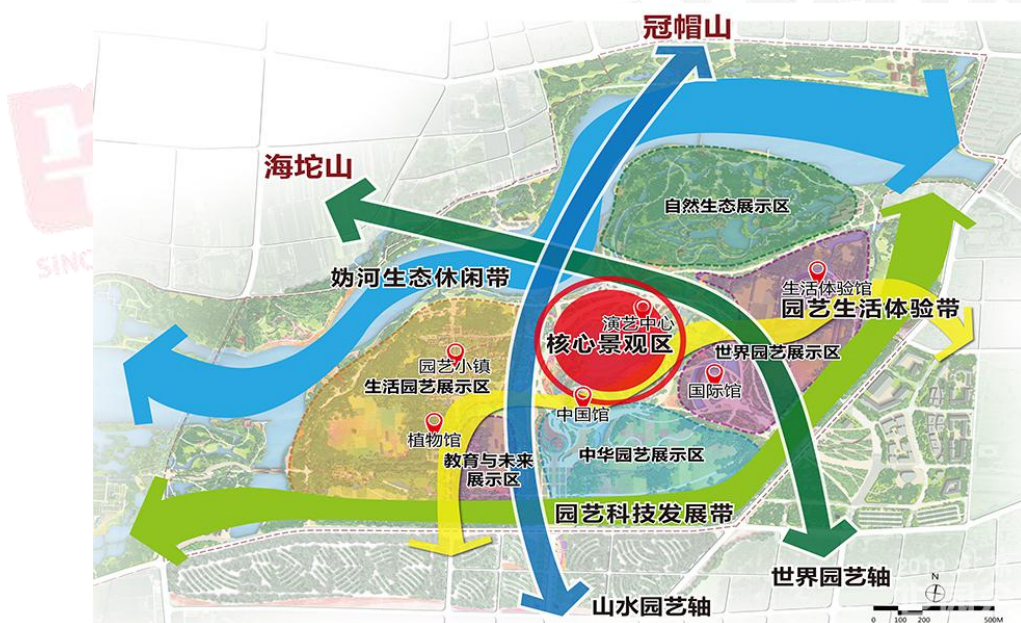 冠帽山
海坨山
SINC
自然生态展示区
妫河生态休闲带
生活体验馆
园艺生活体验带
演艺中心
核心景观区
世界园艺展示区
园艺小镇
生活园艺展示区
国际馆
中国馆
植物馆
教育与未来
展示区
中华园艺展示区
园艺科技发展带
世界园艺轴
山水园艺轴
N
0 100 200 500M